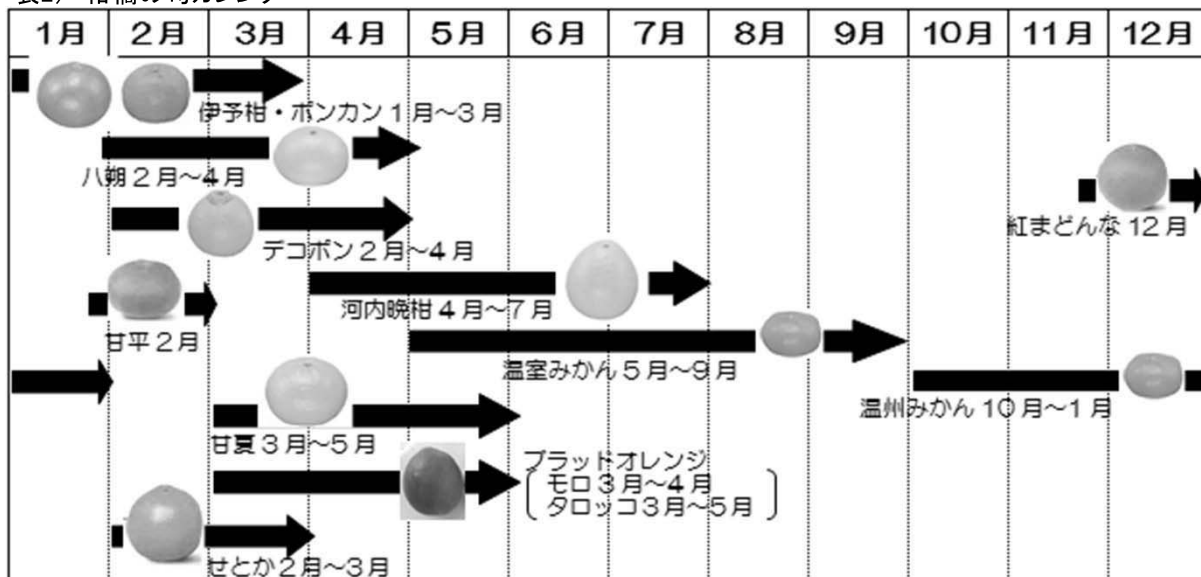 1月 2月 3月 4月 5月 6月 7月 8月 9月 10月 11月 12月
伊予柑・ポンカン1月～3月
八朔2月～4月
紅まどんな12月
デコポン2月～4月
河内晩柑4月～7月
甘平2月
温室みかん5月～9月
温州みかん10月～1月
甘夏3月～5月
ブラッドオレンジ
モロ3月～4月
タロッコ3月～5月
せとか2月～3月